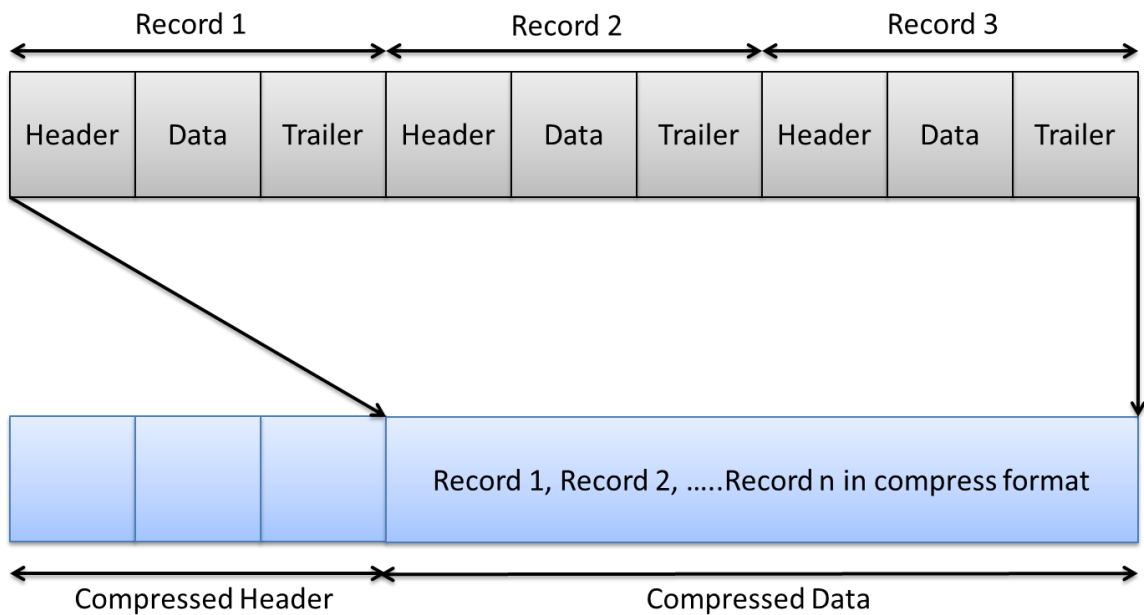 Record 1
Record 2
Record 3
Header
Data
Trailer
Header
Data
Trailer
Header
Data
Trailer
Record 1, Record 2, …..Record n in compress format
Compressed Header
Compressed Data